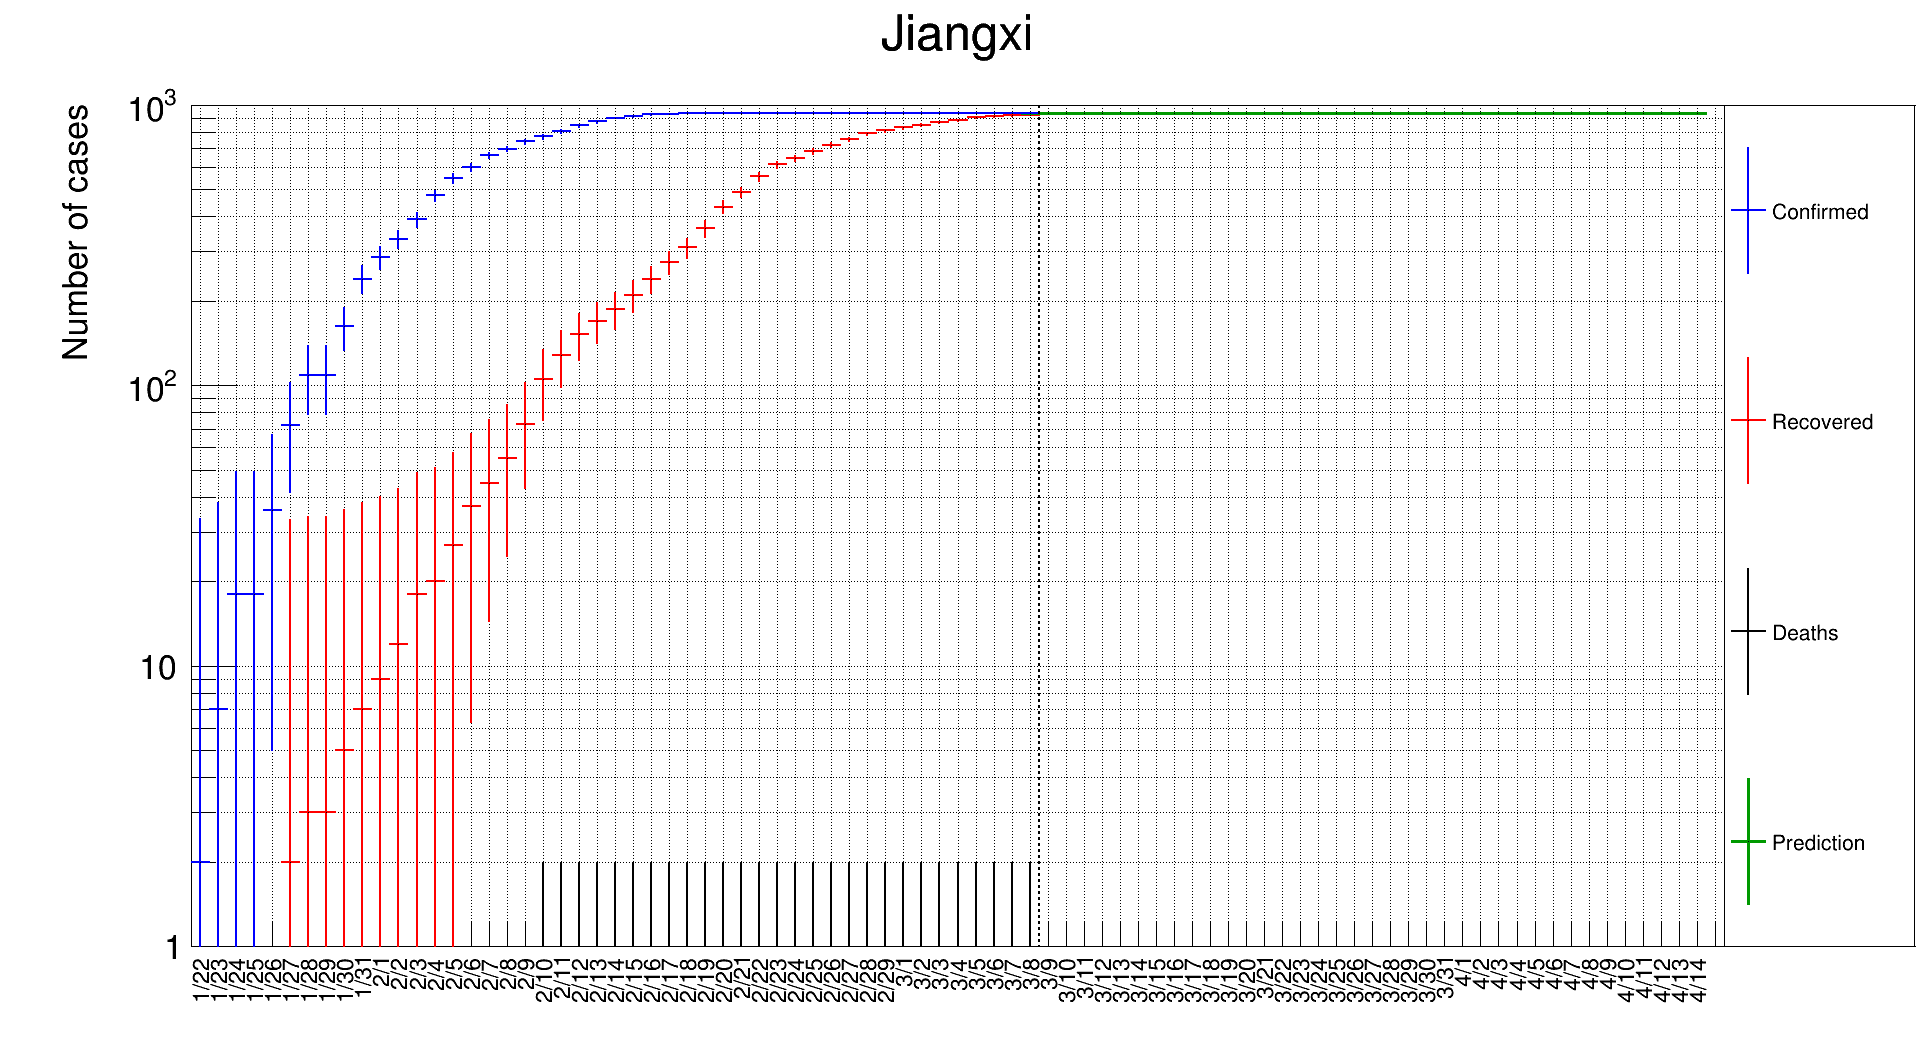 Jiangxi
Number of cases
10³
10²
10
1
1/22 1/23 1/24 1/25 1/26 1/27 1/28 1/29 1/30 1/31 2/1 2/2 2/3 2/4 2/5 2/6 2/7 2/8 2/9 2/10 2/11 2/12 2/13 2/14 2/15 2/16 2/17 2/18 2/19 2/20 2/21 2/22 2/23 2/24 2/25 2/26 2/27 2/28 2/29 3/1 3/2 3/3 3/4 3/5 3/6 3/7 3/8 3/9 3/10 3/11 3/12 3/13 3/14 3/15 3/16 3/17 3/18 3/19 3/20 3/21 3/22 3/23 3/24 3/25 3/26 3/27 3/28 3/29 3/30 3/31 4/1 4/2 4/3 4/4 4/5 4/6 4/7 4/8 4/9 4/10 4/11 4/12 4/13 4/14
Confirmed
Recovered
Deaths
Prediction